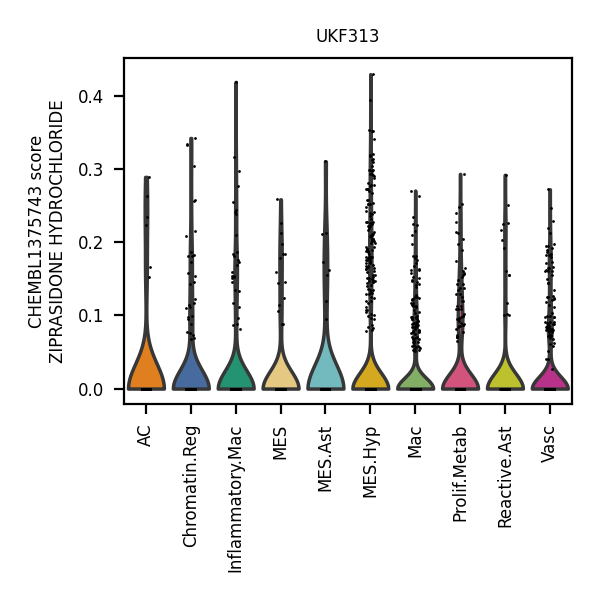 UKF313
CHEMBL1375743 score
ZIPRASIDONE HYDROCHLORIDE
0.4
0.3
0.2
0.1
0.0
AC
Chromatin.Reg
Inflammatory.Mac
MES
MES.Ast
MES.Hyp
Mac
Prolif.Metab
Reactive.Ast
Vasc